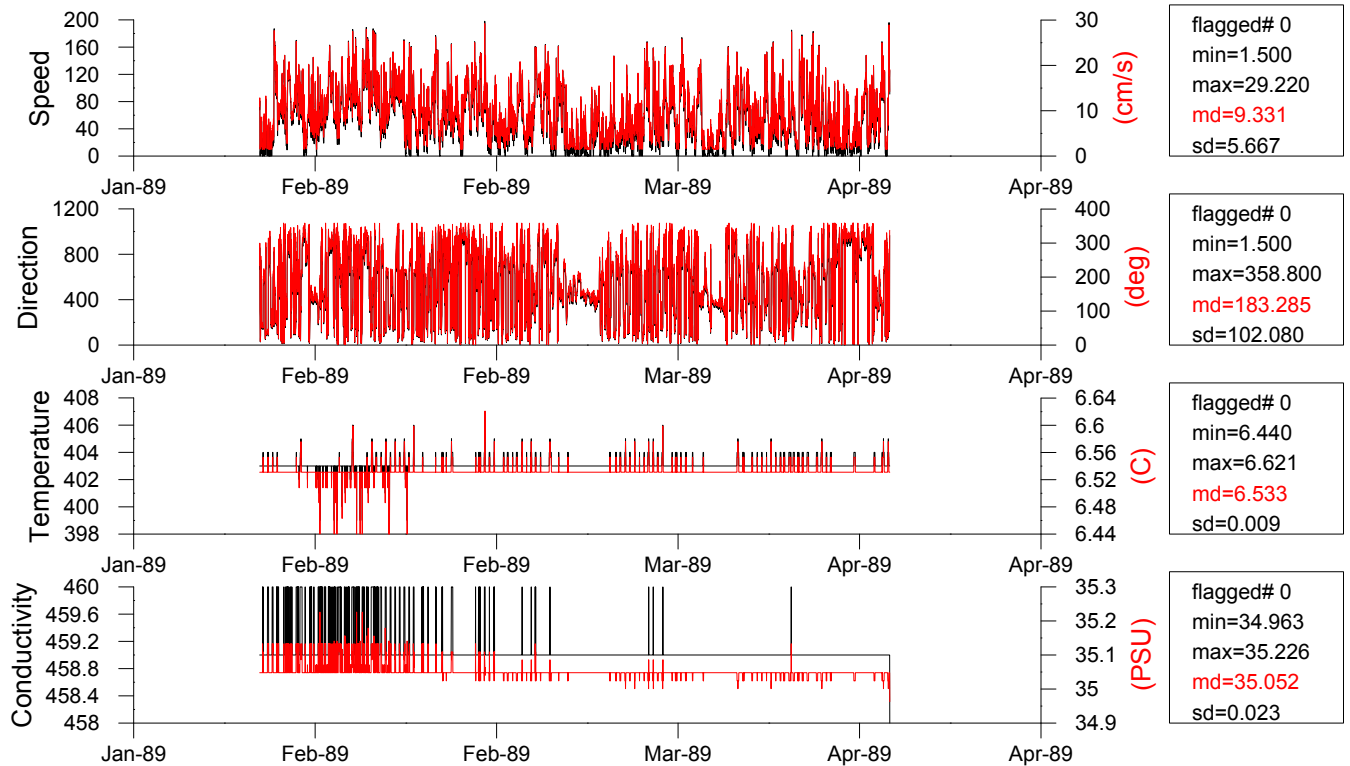 200
160
120
80
40
0
Speed
30
20
10
0
(cm/s)
Jan-89 Feb-89 Feb-89 Mar-89 Apr-89 Apr-89
flagged# 0
min=1.500
max=29.220
md=9.331
sd=5.667
1200
800
400
0
Direction
400
300
200
100
0
(deg)
Jan-89 Feb-89 Feb-89 Mar-89 Apr-89 Apr-89
flagged# 0
min=1.500
max=358.800
md=183.285
sd=102.080
408
406
404
402
400
398
Temperature
6.64
6.6
6.56
6.52
6.48
6.44
(C)
Jan-89 Feb-89 Feb-89 Mar-89 Apr-89 Apr-89
flagged# 0
min=6.440
max=6.621
md=6.533
sd=0.009
460
459.6
459.2
458.8
458.4
458
Conductivity
35.3
35.2
35.1
35
34.9
(PSU)
Jan-89 Feb-89 Feb-89 Mar-89 Apr-89 Apr-89
flagged# 0
min=34.963
max=35.226
md=35.052
sd=0.023